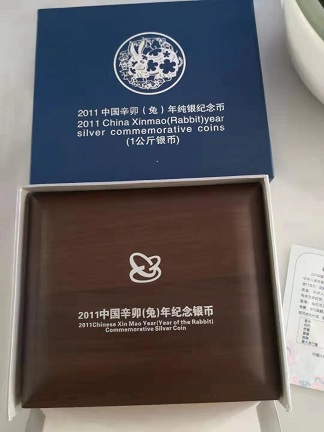 2011中国辛卯（兔）年纯银纪念币
2011 China Xinmao(Rabbit)year
silver commemorative coins
(1公斤银币)
2011中国辛卯(兔)年纪念银币
2011Chinese Xin Mao Year(Year of the Rabbit)
Commemorative Silver Coin